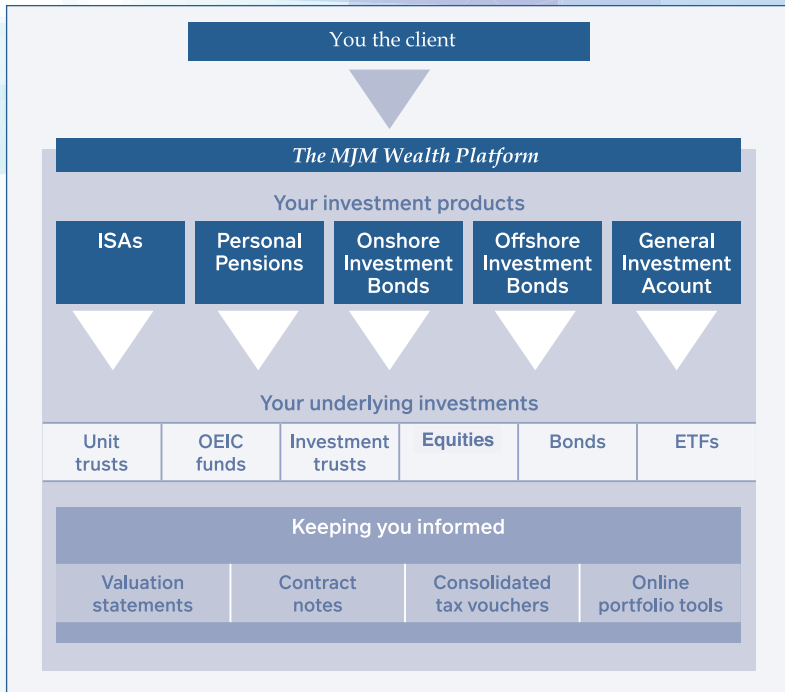 You the client
The MJM Wealth Platform
Your investment products
ISAs
Personal
Pensions
Onshore
Investment
Bonds
Offshore
Investment
Bonds
General
Investment
Acount
Your underlying investments
Unit
trusts
OEIC
funds
Investment
trusts
Equities
Bonds
ETFs
Keeping you informed
Valuation
statements
Contract
notes
Consolidated
tax vouchers
Online
portfolio tools